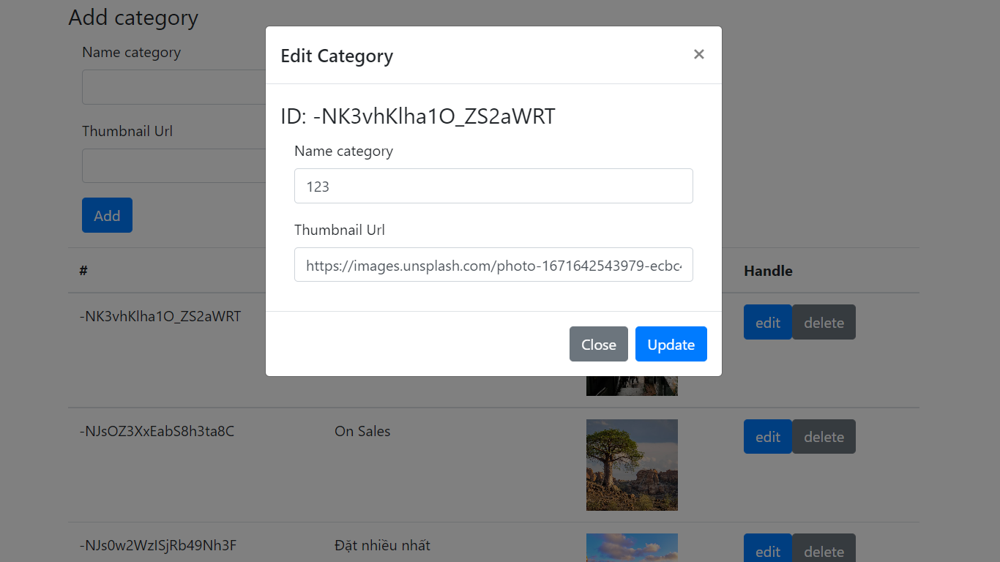 Add category
Name category
Thumbnail Url
Add
Edit Category
×
ID: -NK3vhKlha1O_ZS2aWRT
Name category
123
Thumbnail Url
https://images.unsplash.com/photo-1671642543979-ecbc
Close
Update
# Handle
-NK3vhKlha1O_ZS2aWRT edit delete
-NJsOZ3XxEabS8h3ta8C On Sales edit delete
-NJs0w2WzISjRb49Nh3F Đặt nhiều nhất edit delete